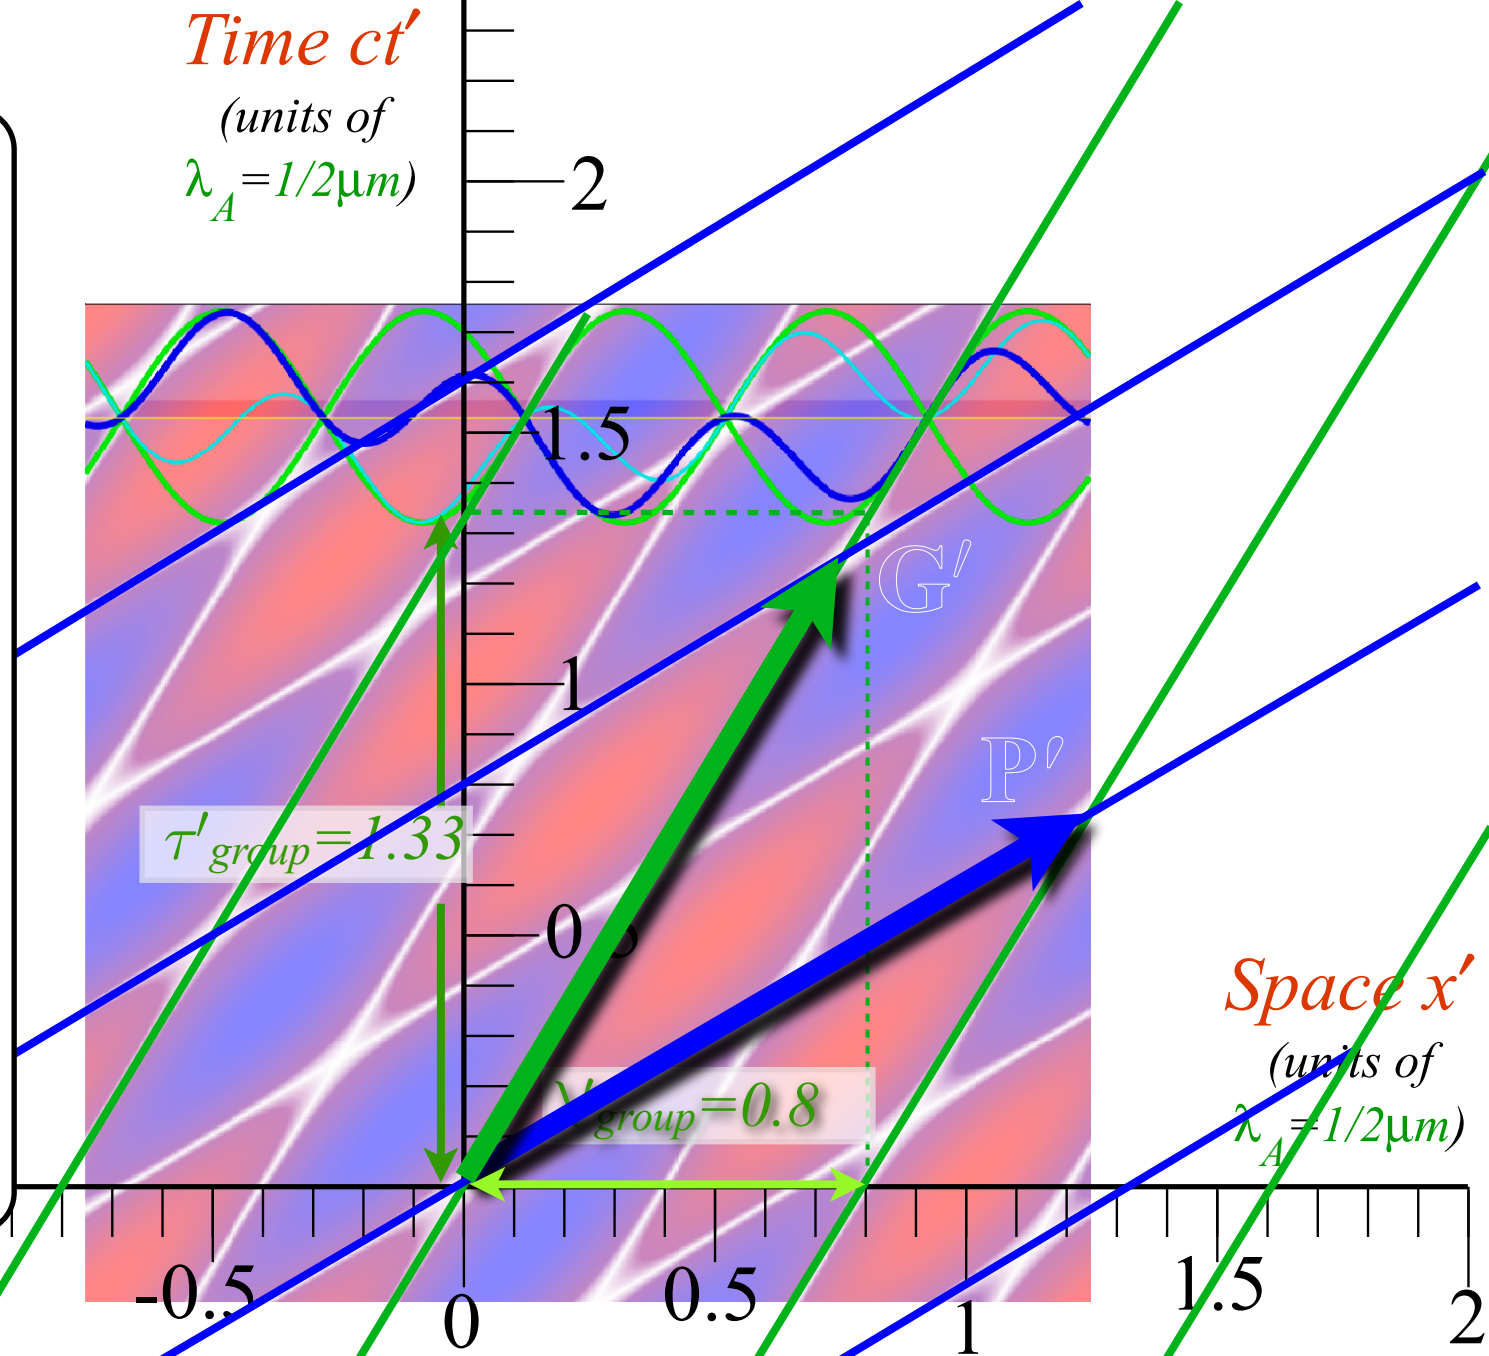 Time ct′
(units of
λA=1/2μm)
2
1.5
G′
1
P′
τ′group=1.33
0.5
Space x′
(units of
λA=1/2μm)
λ′group=0.8
-0.5
0
0.5
1
1.5
2